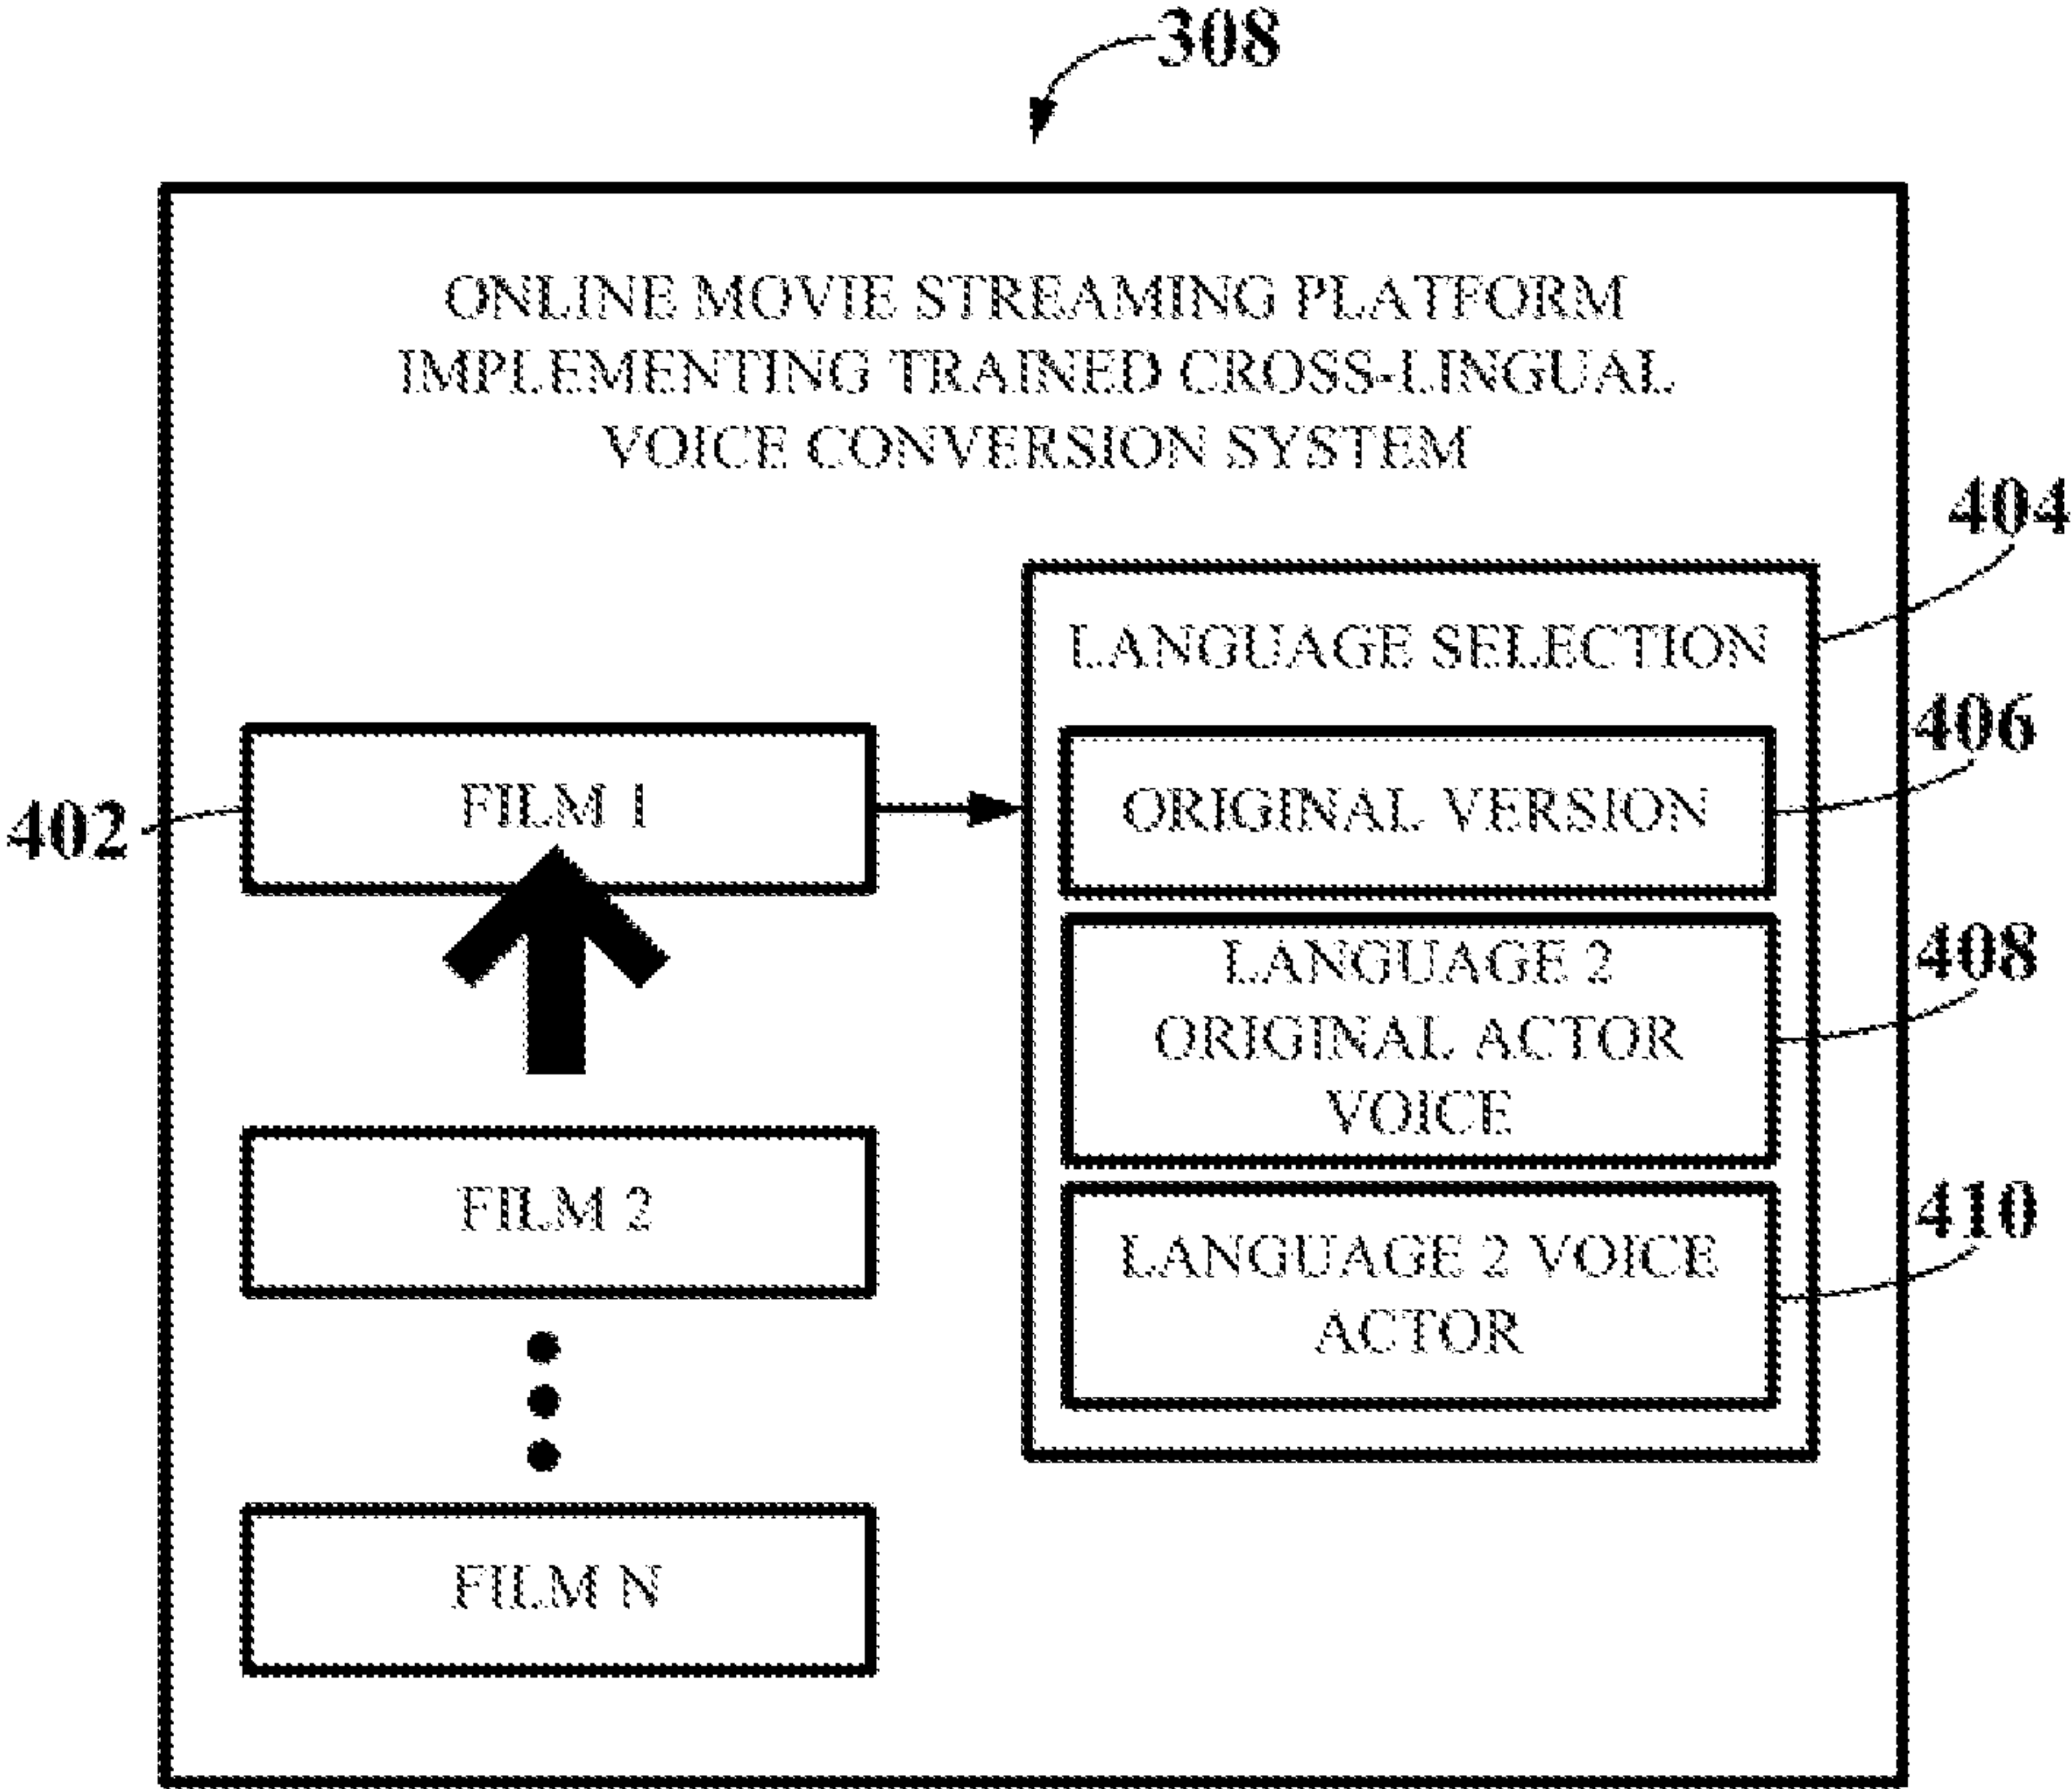 308
ONLINE MOVIE STREAMING PLATFORM
IMPLEMENTING TRAINED CROSS-LINGUAL
VOICE CONVERSION SYSTEM
404
LANGUAGE SELECTION
406
ORIGINAL VERSION
402
FILM 1
408
LANGUAGE 2
ORIGINAL ACTOR
VOICE
410
LANGUAGE 2 VOICE
ACTOR
FILM 2
FILM N